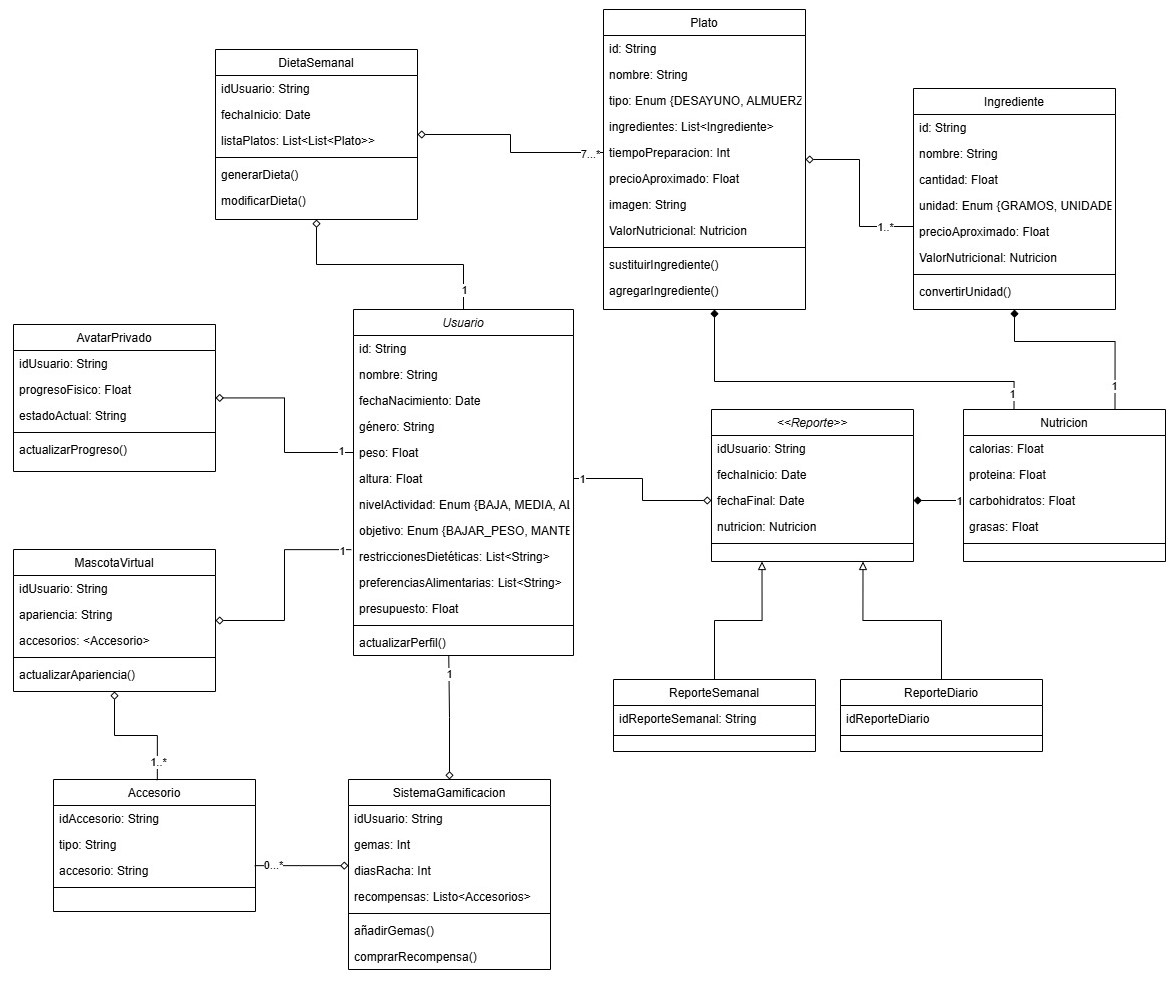 Plato
id: String
nombre: String
tipo: Enum {DESAYUNO, ALMUERZ
ingredientes: List<Ingrediente>
tiempoPreparacion: Int
precioAproximado: Float
imagen: String
ValorNutricional: Nutricion
sustituirIngrediente()
agregarIngrediente()
DietaSemanal
idUsuario: String
fechaInicio: Date
listaPlatos: List<List<Plato>>
generarDieta()
modificarDieta()
7...*
Ingrediente
id: String
nombre: String
cantidad: Float
unidad: Enum {GRAMOS, UNIDADE
precioAproximado: Float
ValorNutricional: Nutricion
convertirUnidad()
1..*
1
Usuario
id: String
nombre: String
fechaNacimiento: Date
género: String
peso: Float
altura: Float
nivelActividad: Enum {BAJA, MEDIA, AL
objetivo: Enum {BAJAR_PESO, MANTE
restriccionesDietéticas: List<String>
preferenciasAlimentarias: List<String>
presupuesto: Float
actualizarPerfil()
AvatarPrivado
idUsuario: String
progresoFisico: Float
estadoActual: String
actualizarProgreso()
1
1
1
1
1
<<Reporte>>
idUsuario: String
fechaInicio: Date
fechaFinal: Date
nutricion: Nutricion
1
Nutricion
calorias: Float
proteina: Float
carbohidratos: Float
grasas: Float
MascotaVirtual
idUsuario: String
apariencia: String
accesorios: <Accesorio>
actualizarApariencia()
1
ReporteSemanal
idReporteSemanal: String
ReporteDiario
idReporteDiario
1..*
Accesorio
idAccesorio: String
tipo: String
accesorio: String
0...*
SistemaGamificacion
idUsuario: String
gemas: Int
diasRacha: Int
recompensas: Listo<Accesorios>
añadirGemas()
comprarRecompensa()